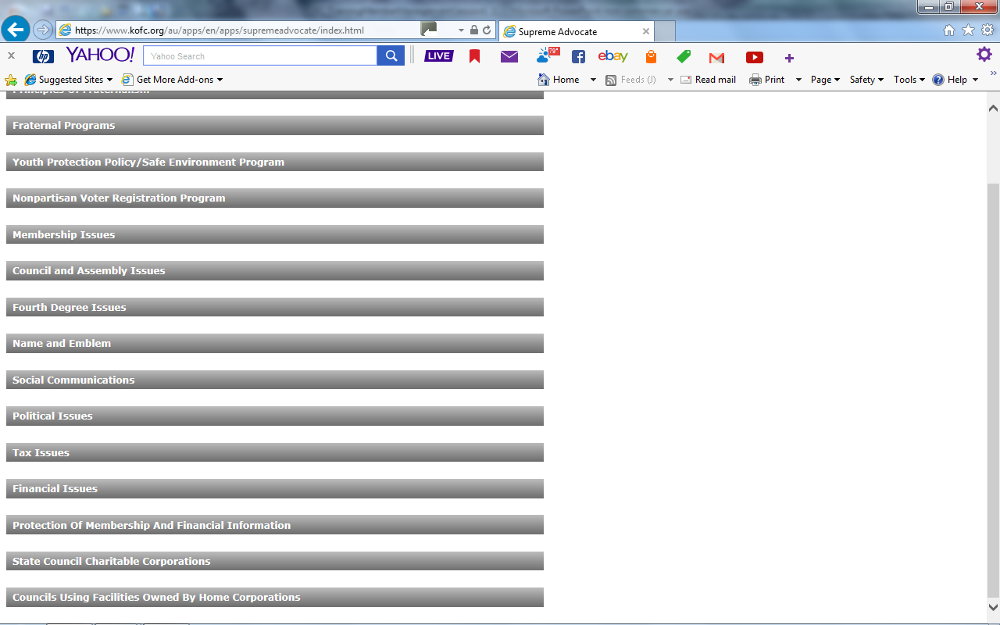 https://www.kofc.org/au/apps/en/apps/supremeadvocate/index.html
Supreme Advocate
hp YAHOO! Yahoo Search LIVE 79° ebay
Suggested Sites Get More Add-ons Home Feeds (J) Read mail Print Page Safety Tools Help
Principles Of Fraternalism
Fraternal Programs
Youth Protection Policy/Safe Environment Program
Nonpartisan Voter Registration Program
Membership Issues
Council and Assembly Issues
Fourth Degree Issues
Name and Emblem
Social Communications
Political Issues
Tax Issues
Financial Issues
Protection Of Membership And Financial Information
State Council Charitable Corporations
Councils Using Facilities Owned By Home Corporations